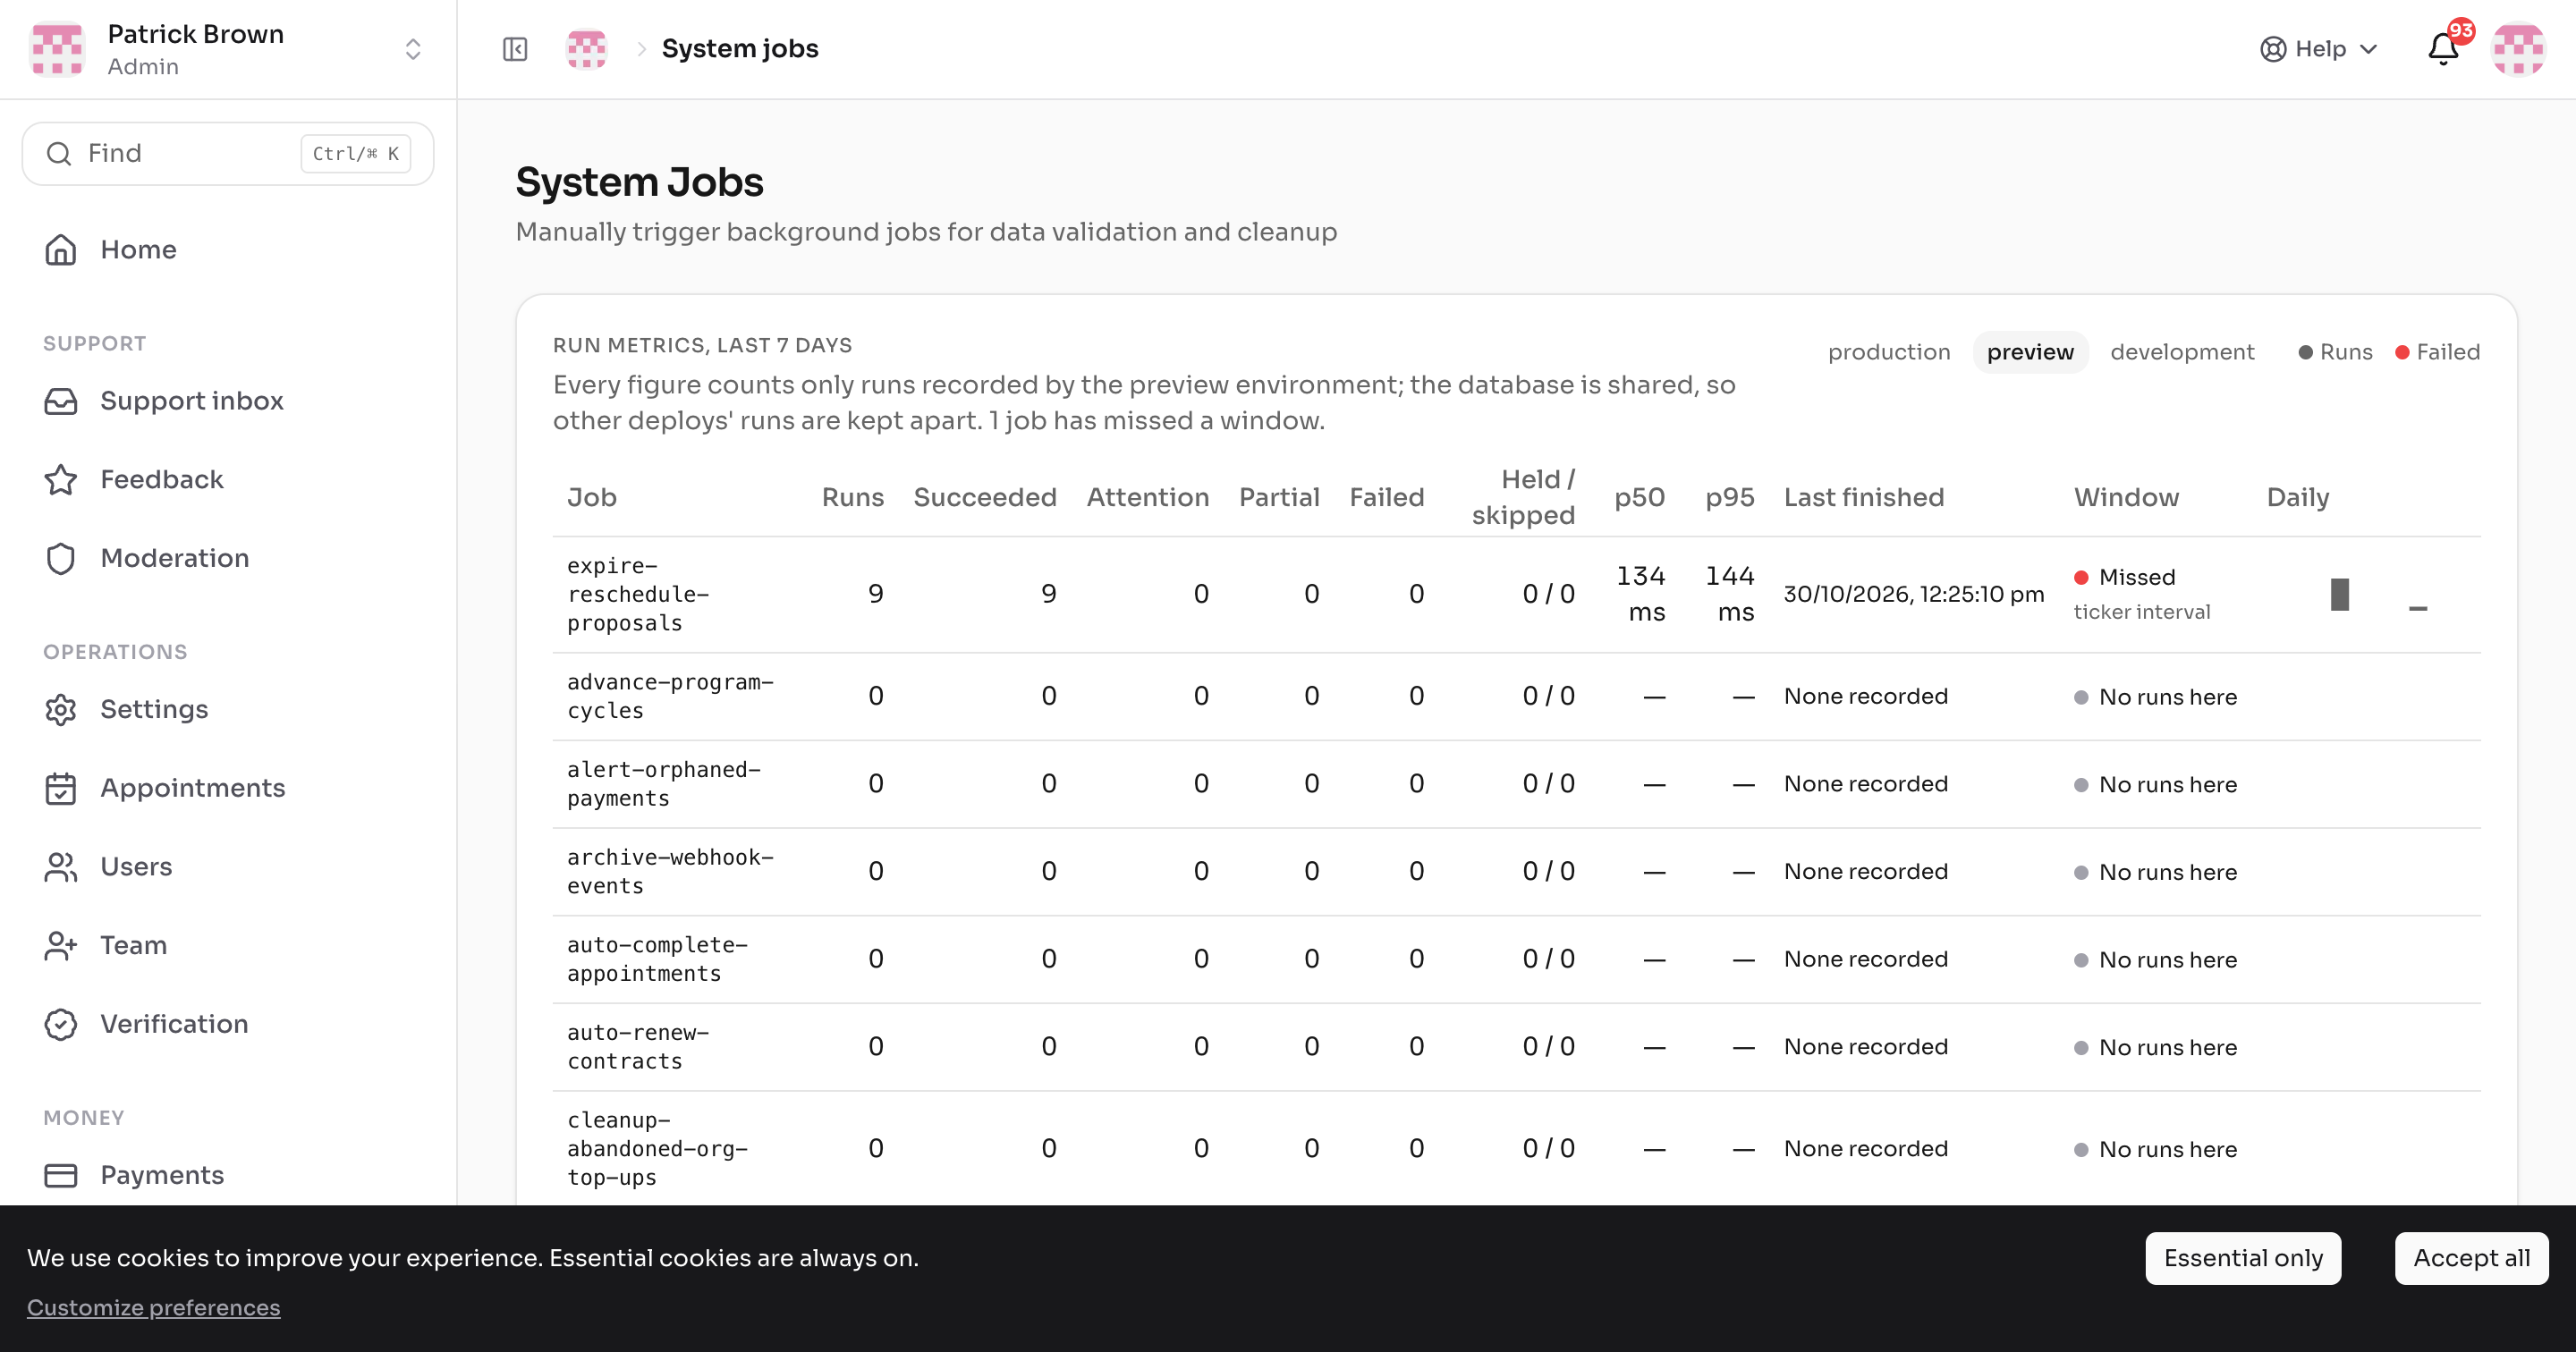 Patrick Brown
Admin
Find
Ctrl/⌘ K
Home
SUPPORT
Support inbox
Feedback
Moderation
OPERATIONS
Settings
Appointments
Users
Team
Verification
MONEY
Payments
System jobs
Help
93
System Jobs
Manually trigger background jobs for data validation and cleanup
RUN METRICS, LAST 7 DAYS
production preview development Runs Failed
Every figure counts only runs recorded by the preview environment; the database is shared, so
other deploys' runs are kept apart. 1 job has missed a window.
Job Runs Succeeded Attention Partial Failed Held / skipped p50 p95 Last finished Window Daily
expire-
reschedule-
proposals
9 9 0 0 0 0 / 0 134 ms 144 ms 30/10/2026, 12:25:10 pm Missed
ticker interval
advance-program-
cycles
0 0 0 0 0 0 / 0 — — None recorded No runs here
alert-orphaned-
payments
0 0 0 0 0 0 / 0 — — None recorded No runs here
archive-webhook-
events
0 0 0 0 0 0 / 0 — — None recorded No runs here
auto-complete-
appointments
0 0 0 0 0 0 / 0 — — None recorded No runs here
auto-renew-
contracts
0 0 0 0 0 0 / 0 — — None recorded No runs here
cleanup-
abandoned-org-
top-ups
0 0 0 0 0 0 / 0 — — None recorded No runs here
We use cookies to improve your experience. Essential cookies are always on.
Customize preferences
Essential only
Accept all